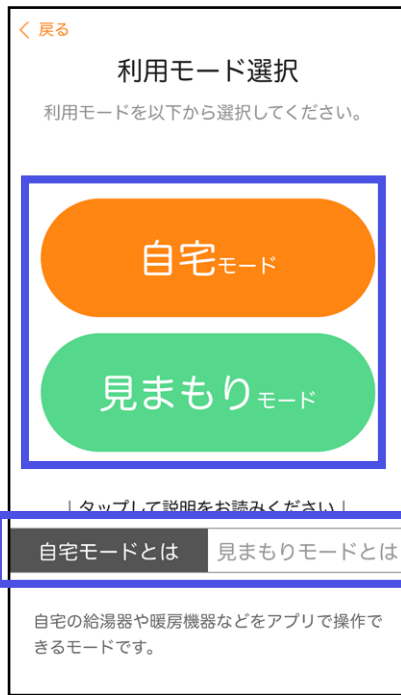 戻る
利用モード選択
利用モードを以下から選択してください。
自宅モード
見まもりモード
| タップして説明をお読みください |
自宅モードとは 見まもりモードとは
自宅の給湯器や暖房機器などをアプリで操作で
きるモードです。